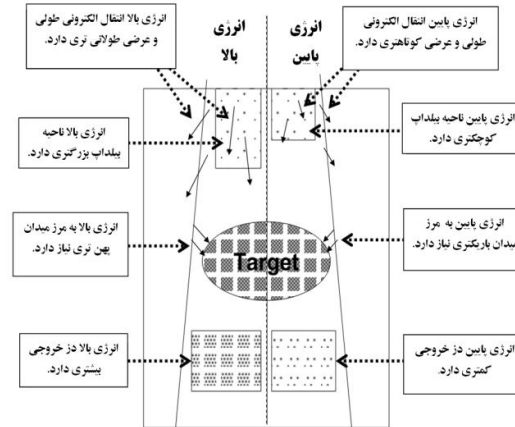 انرژی بالا انتقال الکترونی طولی
و عرضی طولانی تری دارد.
انرژی
بالا
انرژی
پایین
انرژی پایین انتقال الکترونی
طولی و عرضی کوتاهتری دارد.
انرژی بالا ناحیه
بیلداپ بزرگتری دارد.
انرژی پایین ناحیه بیلداپ
کوچکتری دارد.
انرژی بالا به مرز میدان
پهن تری نیاز دارد.
انرژی پایین به مرز
میدان باریکتری نیاز دارد.
Target
انرژی بالا دز خروجی
بیشتری دارد.
انرژی پایین دز خروجی
کمتری دارد.